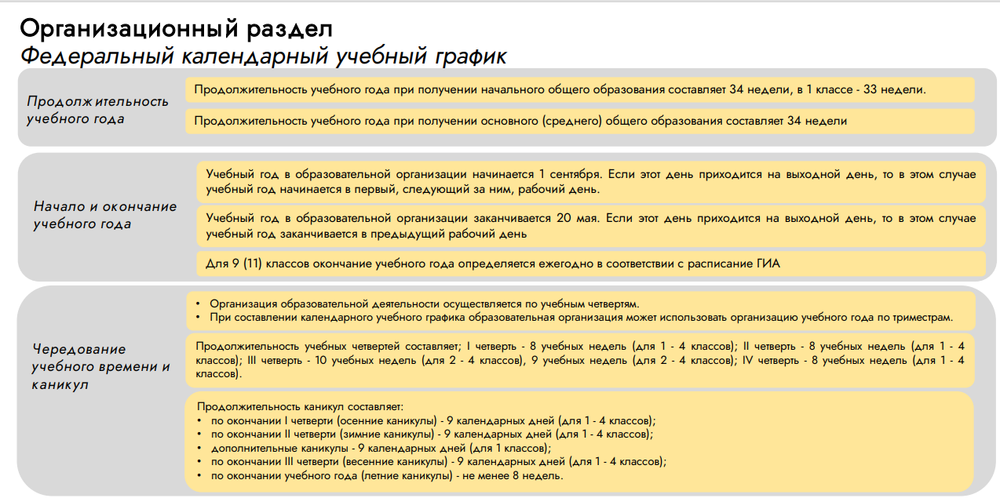 Организационный раздел
Федеральный календарный учебный график
Продолжительность
учебного года
Продолжительность учебного года при получении начального общего образования составляет 34 недели, в 1 классе - 33 недели.
Продолжительность учебного года при получении основного (среднего) общего образования составляет 34 недели
Начало и окончание
учебного года
Учебный год в образовательной организации начинается 1 сентября. Если этот день приходится на выходной день, то в этом случае
учебный год начинается в первый, следующий за ним, рабочий день.
Учебный год в образовательной организации заканчивается 20 мая. Если этот день приходится на выходной день, то в этом случае
учебный год заканчивается в предыдущий рабочий день
Для 9 (11) классов окончание учебного года определяется ежегодно в соответствии с расписание ГИА
Чередование
учебного времени и
каникул
• Организация образовательной деятельности осуществляется по учебным четвертям.
• При составлении календарного учебного графика образовательная организация может использовать организацию учебного года по триместрам.
Продолжительность учебных четвертей составляет; I четверть - 8 учебных недель (для 1 - 4 классов); II четверть - 8 учебных недель (для 1 - 4
классов); III четверть - 10 учебных недель (для 2 - 4 классов), 9 учебных недель (для 2 - 4 классов); IV четверть - 8 учебных недель (для 1 - 4
классов).
Продолжительность каникул составляет:
• по окончании I четверти (осенние каникулы) - 9 календарных дней (для 1 - 4 классов);
• по окончании II четверти (зимние каникулы) - 9 календарных дней (для 1 - 4 классов);
• дополнительные каникулы - 9 календарных дней (для 1 классов);
• по окончании III четверти (весенние каникулы) - 9 календарных дней (для 1 - 4 классов);
• по окончании учебного года (летние каникулы) - не менее 8 недель.